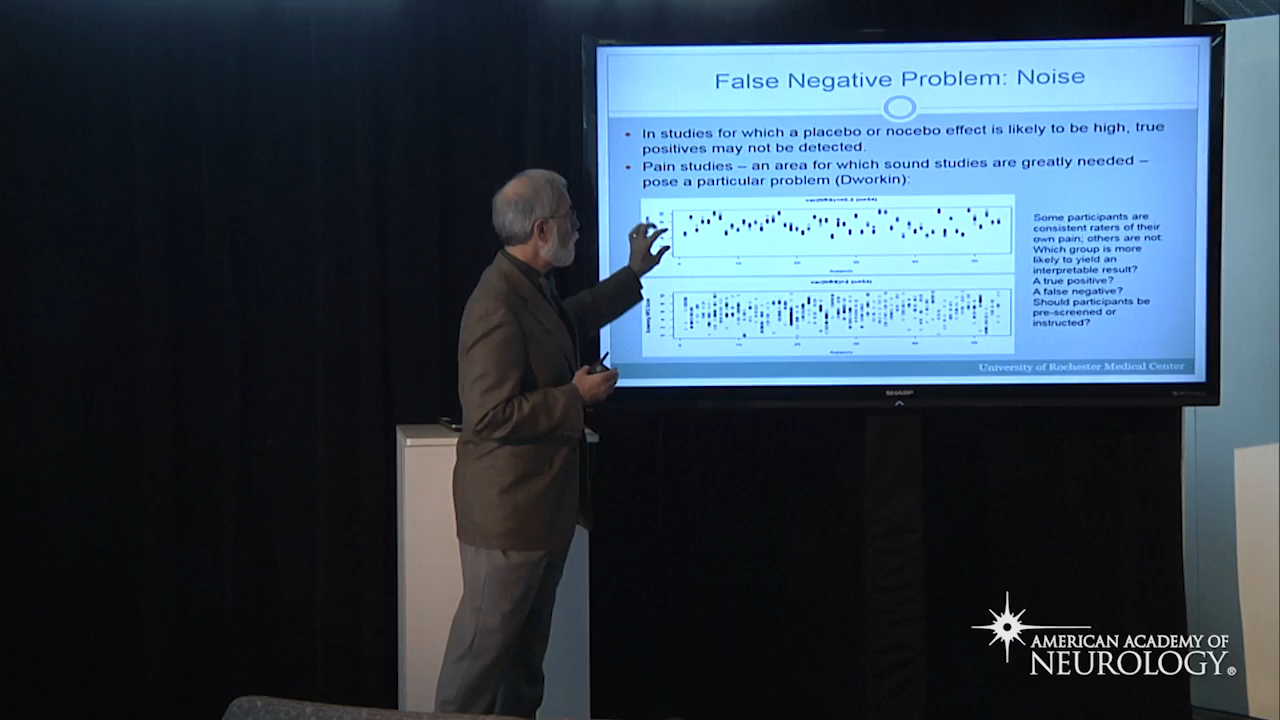 False Negative Problem: Noise
• In studies for which a placebo or nocebo effect is likely to be high, true
positives may not be detected.
• Pain studies – an area for which sound studies are greatly needed –
pose a particular problem (Dworkin):
Some participants are
consistent raters of their
own pain; others are not.
Which group is more
likely to yield an
interpretable result?
A true positive?
A false negative?
Should participants be
pre-screened or
instructed?
University of Rochester Medical Center
SHARP
AMERICAN ACADEMY OF
NEUROLOGY®